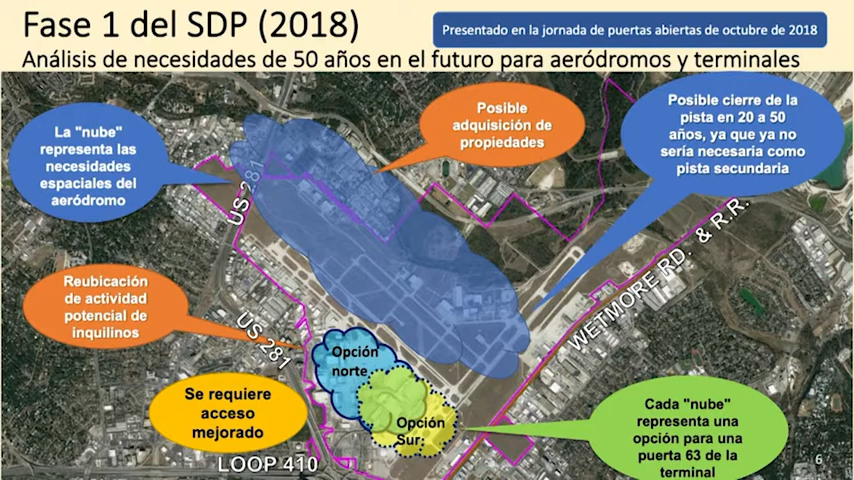 Fase 1 del SDP (2018)
Presentado en la jornada de puertas abiertas de octubre de 2018
Análisis de necesidades de 50 años en el futuro para aeródromos y terminales
La "nube"
representa las
necesidades
espaciales del
aeródromo
Posible
adquisición de
propiedades
Posible cierre de la
pista en 20 a 50
años, ya que ya no
sería necesaria como
pista secundaria
US 281
WETMORE RD. & R.R.
Reubicación
de actividad
potencial de
inquilinos
US 281
Opción
norte
Se requiere
acceso
mejorado
Opción
Sur
Cada "nube"
representa una
opción para una
puerta 63 de la
terminal
LOOP 410
6